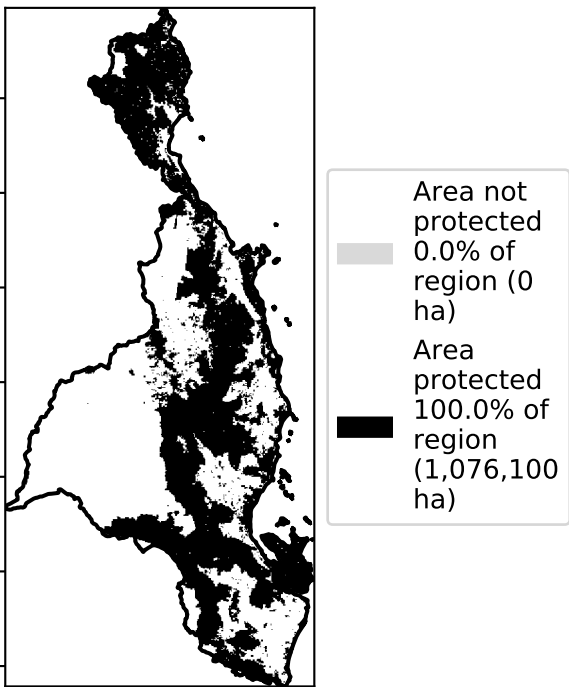 Area not
protected
0.0% of
region (0
ha)
Area
protected
100.0% of
region
(1,076,100
ha)